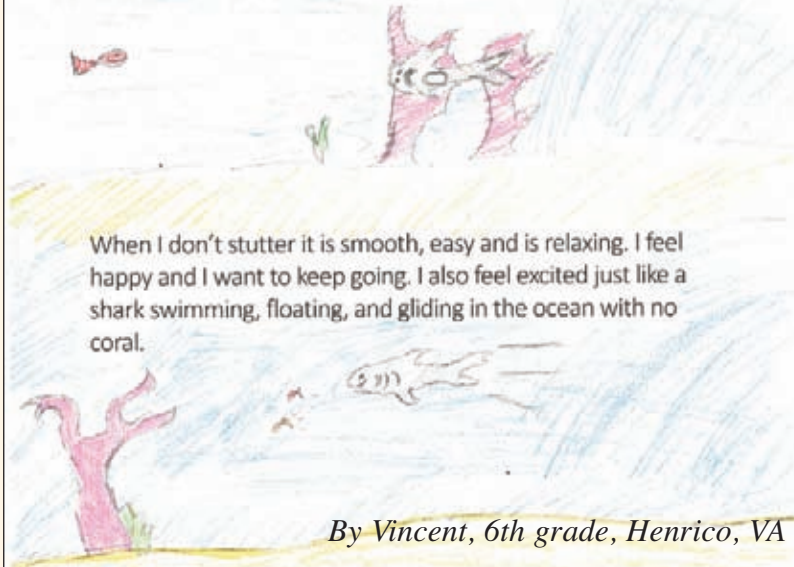 When I don't stutter it is smooth, easy and is relaxing. I feel
happy and I want to keep going. I also feel excited just like a
shark swimming, floating, and gliding in the ocean with no
coral.
By Vincent, 6th grade, Henrico, VA